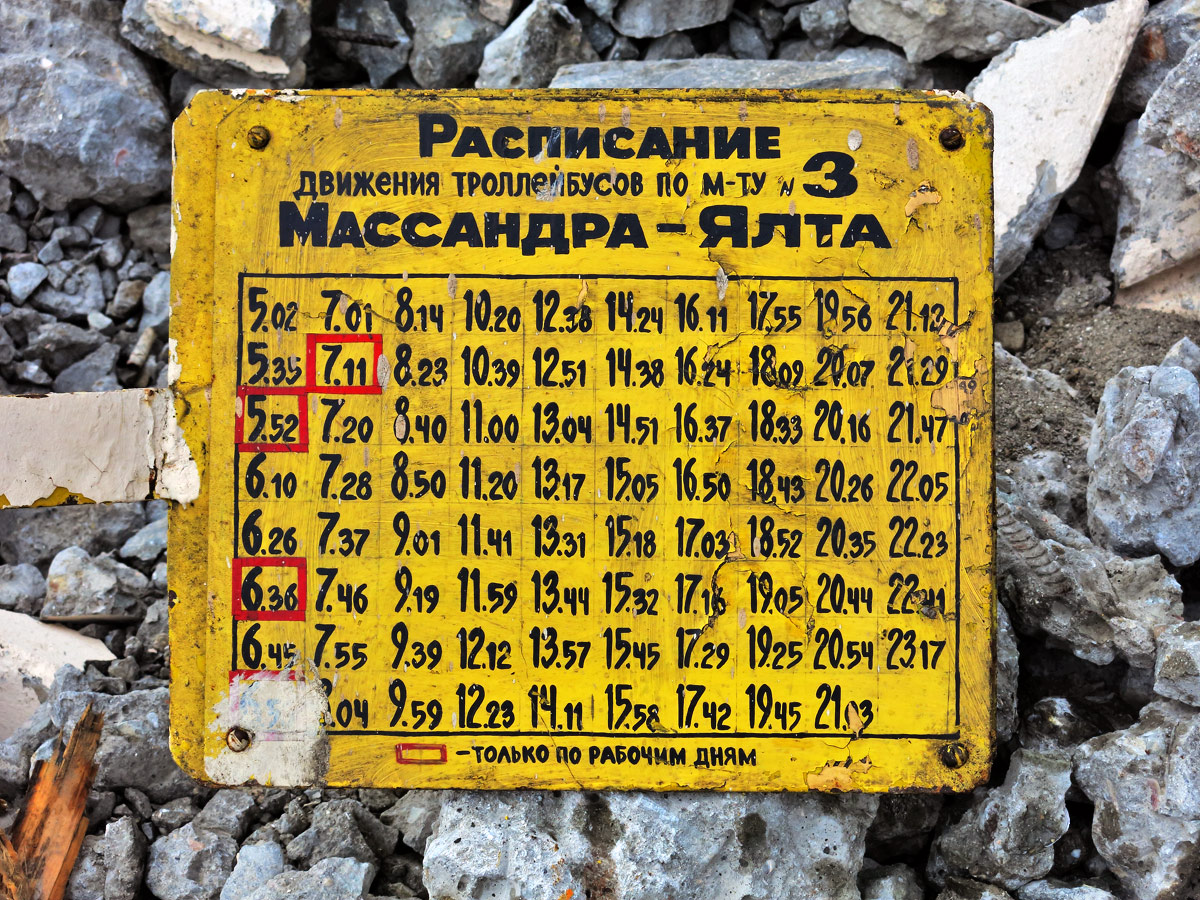 Расписание
движения троллейбусов по м-ту № 3
Массандра – Ялта
5.02 7.01 8.14 10.20 12.38 14.24 16.11 17.55 19.56 21.12
5.35 7.11 8.23 10.39 12.51 14.38 16.24 18.09 20.07 21.29
5.52 7.20 8.40 11.00 13.04 14.51 16.37 18.33 20.16 21.47
6.10 7.28 8.50 11.20 13.17 15.05 16.50 18.43 20.26 22.05
6.26 7.37 9.01 11.41 13.31 15.18 17.03 18.52 20.35 22.23
6.36 7.46 9.19 11.59 13.44 15.32 17.16 19.05 20.44 22.41
6.45 7.55 9.39 12.12 13.57 15.45 17.29 19.25 20.54 23.17
9.59 12.23 14.11 15.58 17.42 19.45 21.03
– только по рабочим дням